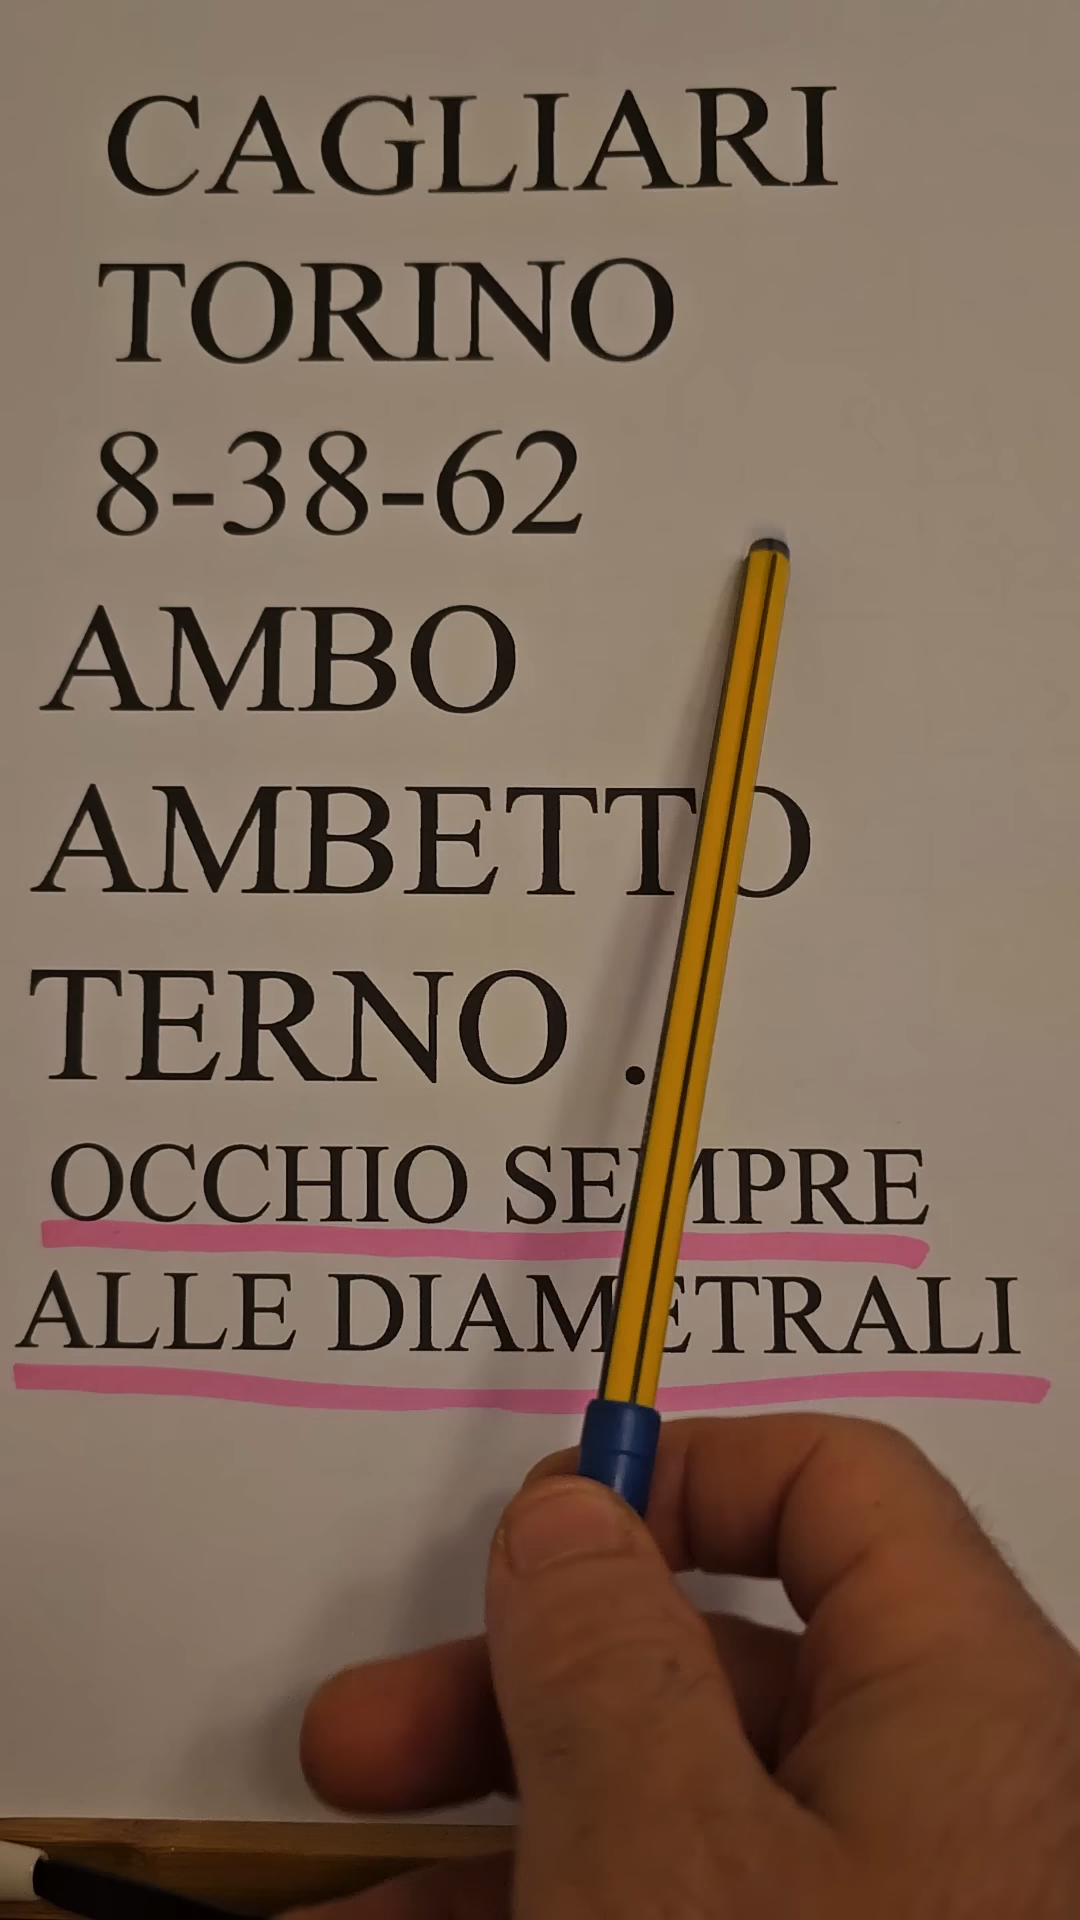 CAGLIARI
TORINO
8-38-62
AMBO
AMBETTO
TERNO .
OCCHIO SEMPRE
ALLE DIAMETRALI